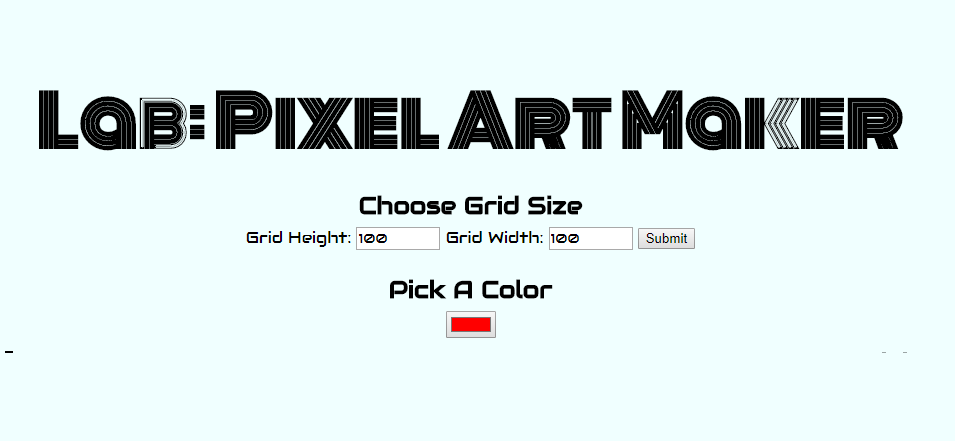 Lab: Pixel Art Maker
Choose Grid Size
Grid Height: 100 Grid Width: 100 Submit
Pick A Color